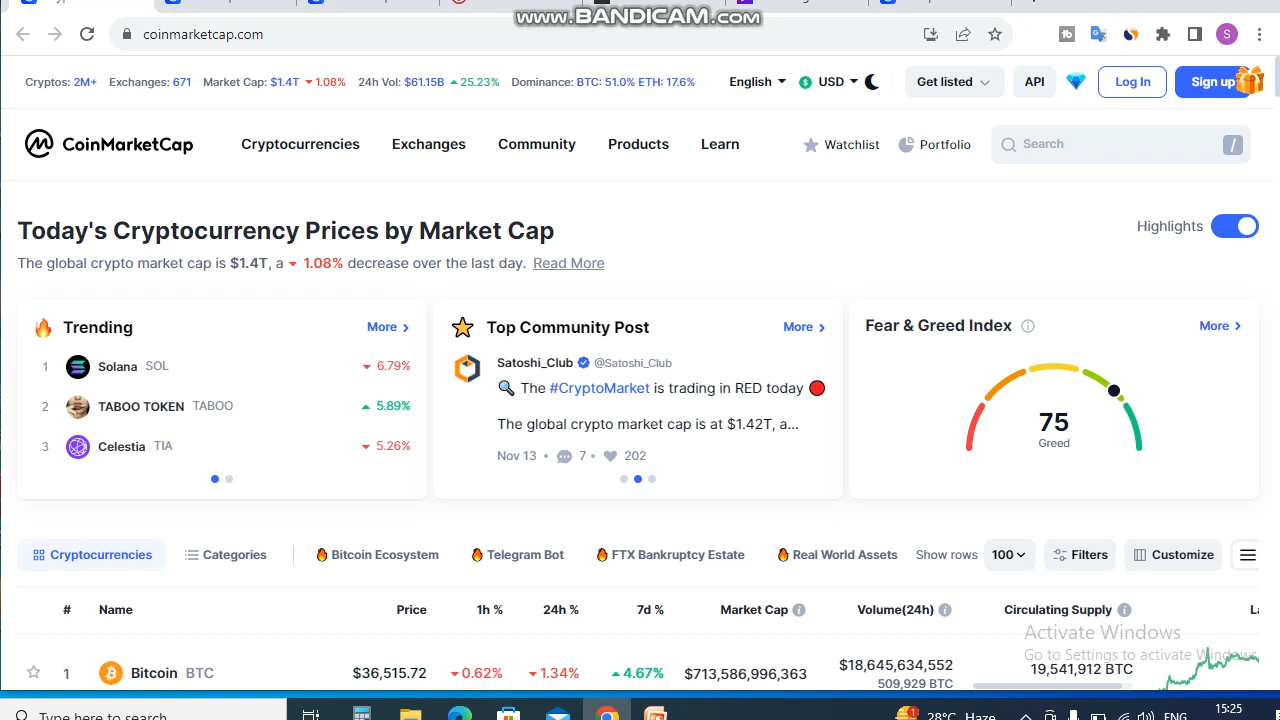 www.BANDICAM.com
coinmarketcap.com
S
Cryptos: 2M+ Exchanges: 671 Market Cap: $1.4T 1.08% 24h Vol: $61.15B 25.23% Dominance: BTC: 51.0% ETH: 17.6% English USD Get listed API Log In Sign up
CoinMarketCap Cryptocurrencies Exchanges Community Products Learn Watchlist Portfolio Search /
Today's Cryptocurrency Prices by Market Cap Highlights
The global crypto market cap is $1.4T, a 1.08% decrease over the last day. Read More
Trending More
1 Solana SOL 6.79%
2 TABOO TOKEN TABOO 5.89%
3 Celestia TIA 5.26%
Top Community Post More
Satoshi_Club @Satoshi_Club
The #CryptoMarket is trading in RED today
The global crypto market cap is at $1.42T, a...
Nov 13 • 7 • 202
Fear & Greed Index More
75
Greed
Cryptocurrencies Categories Bitcoin Ecosystem Telegram Bot FTX Bankruptcy Estate Real World Assets Show rows 100 Filters Customize
# Name Price 1h % 24h % 7d % Market Cap Volume(24h) Circulating Supply La
1 Bitcoin BTC $36,515.72 0.62% 1.34% 4.67% $713,586,996,363 $18,645,634,552 19,541,912 BTC
509,929 BTC
Activate Windows
Go to Settings to activate Windows.
Type here to search 28°C Haze ENG 15:25